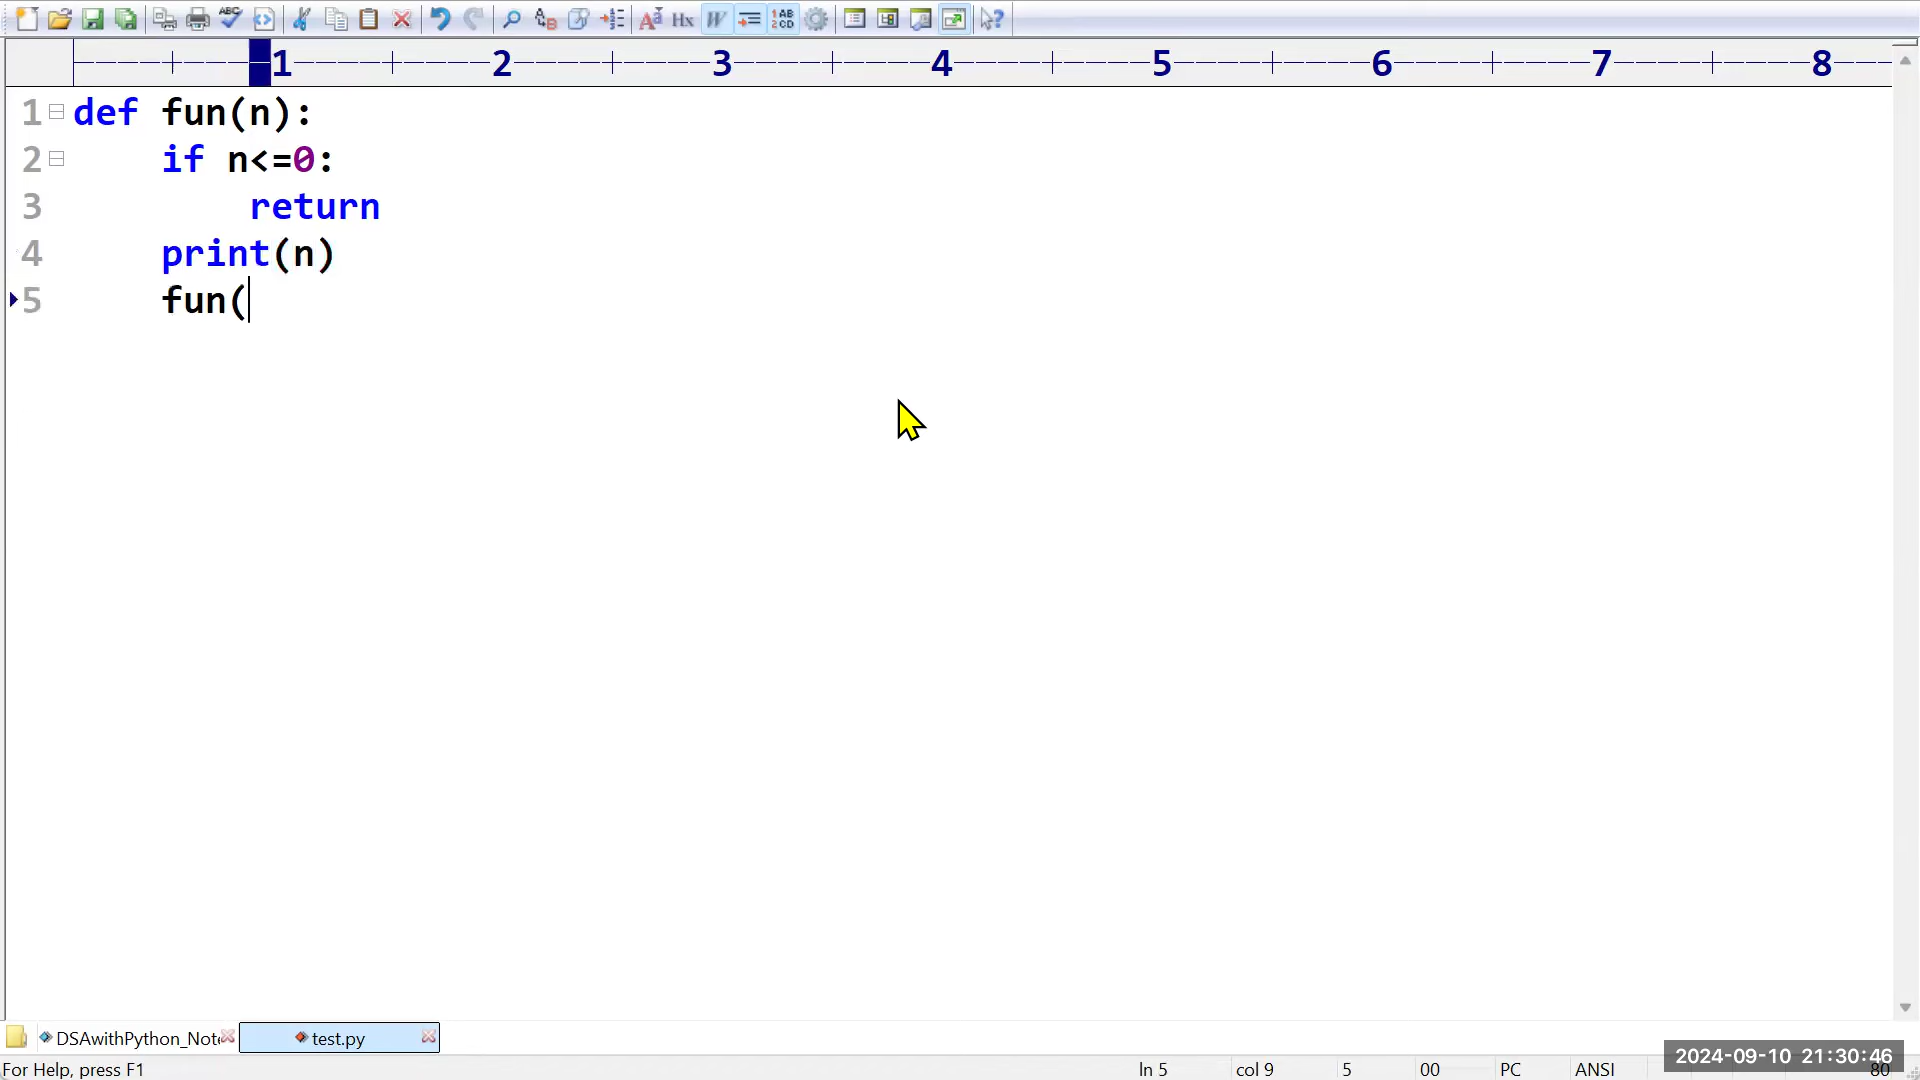 1 2 3 4 5 6 7 8
1 def fun(n):
2     if n<=0:
3         return
4     print(n)
5     fun(
DSAwithPython_Note test.py
For Help, press F1 ln 5 col 9 5 00 PC ANSI 80
2024-09-10 21:30:46